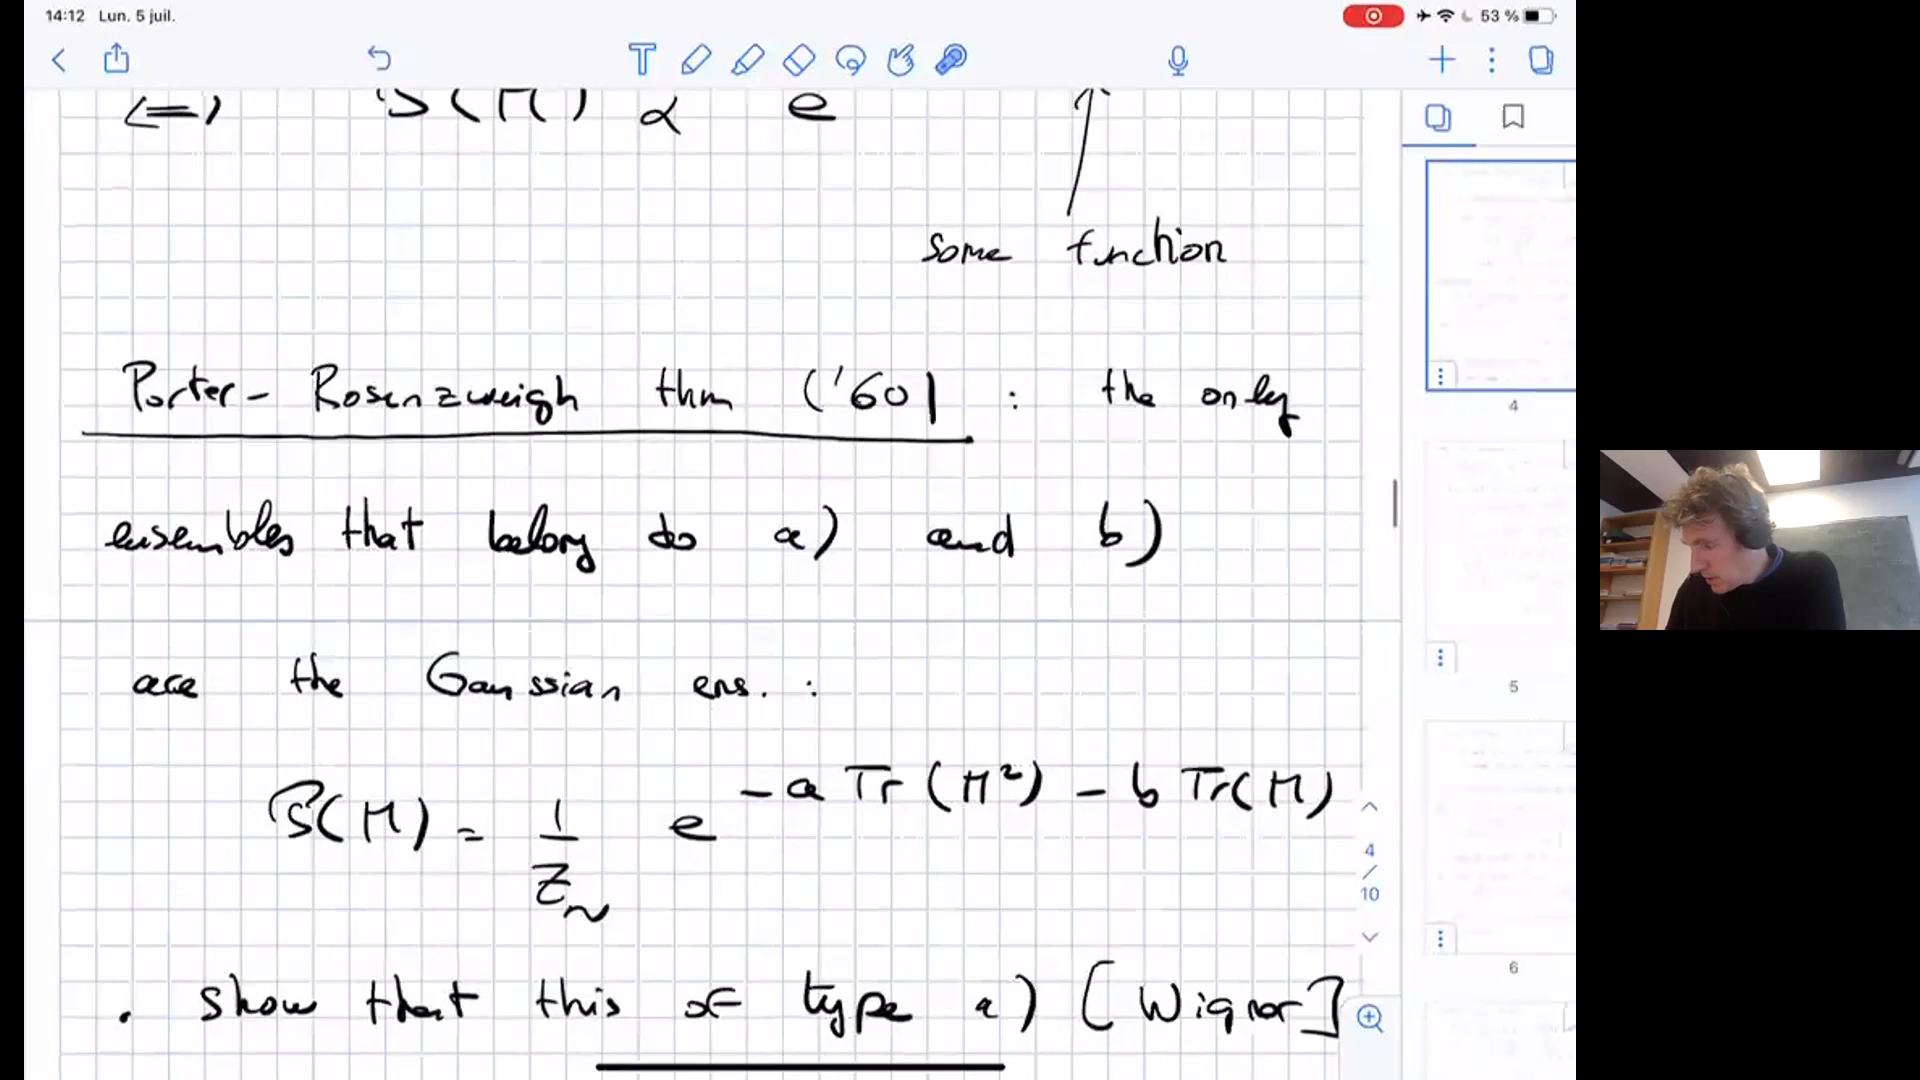 14:12 Lun. 5 juil.
53 %
⟺ P(M) ∝ e
some function
Porter-Rosenzweigh thm ('60) : the only
ensembles that belong to a) and b)
are the Gaussian ens. :
P(M) = 1/Z_N e^{-a Tr(M²) - b Tr(M)}
. show that this of type a) [Wigner]
4
/
10
4
5
6